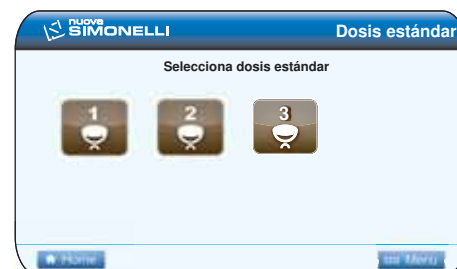 nuova
SIMONELLI
Dosis estándar
Selecciona dosis estándar
1 2 3
Home Menu